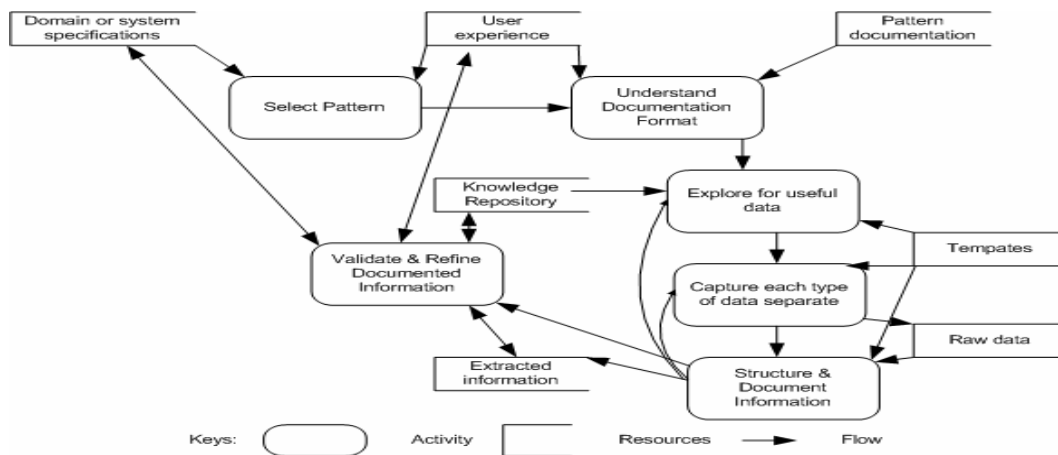 Domain or system
specifications
User
experience
Pattern
documentation
Select Pattern
Understand
Documentation
Format
Knowledge
Repository
Explore for useful
data
Validate & Refine
Documented
Information
Tempates
Capture each type
of data separate
Raw data
Extracted
information
Structure &
Document
Information
Keys:
Activity
Resources
Flow